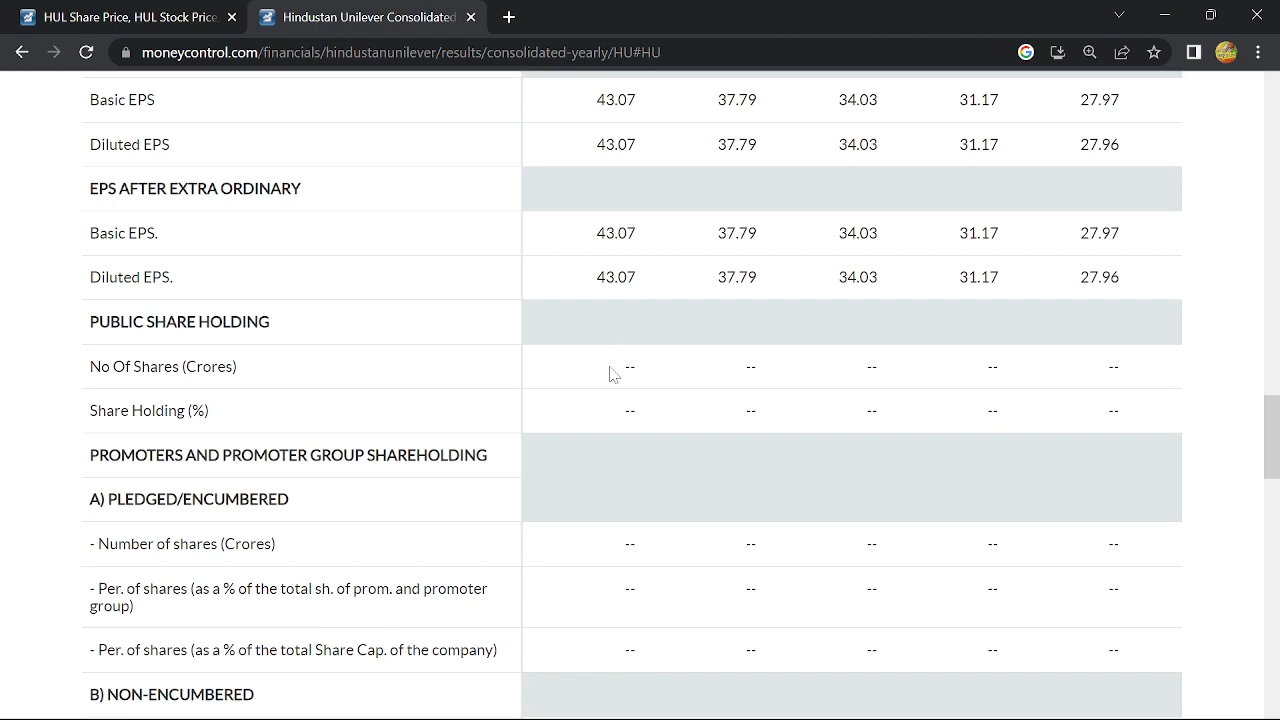 HUL Share Price, HUL Stock Price,
Hindustan Unilever Consolidated
moneycontrol.com/financials/hindustanunilever/results/consolidated-yearly/HU#HU
Basic EPS 43.07 37.79 34.03 31.17 27.97
Diluted EPS 43.07 37.79 34.03 31.17 27.96
EPS AFTER EXTRA ORDINARY
Basic EPS. 43.07 37.79 34.03 31.17 27.97
Diluted EPS. 43.07 37.79 34.03 31.17 27.96
PUBLIC SHARE HOLDING
No Of Shares (Crores) -- -- -- -- --
Share Holding (%) -- -- -- -- --
PROMOTERS AND PROMOTER GROUP SHAREHOLDING
A) PLEDGED/ENCUMBERED
- Number of shares (Crores) -- -- -- -- --
- Per. of shares (as a % of the total sh. of prom. and promoter -- -- -- -- --
group)
- Per. of shares (as a % of the total Share Cap. of the company) -- -- -- -- --
B) NON-ENCUMBERED